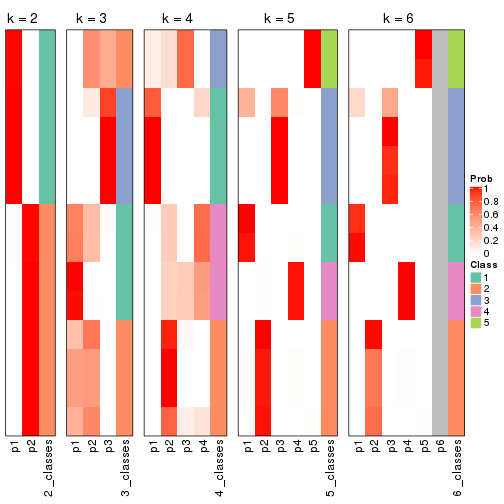 k = 2
k = 3
k = 4
k = 5
k = 6
Prob
1
0.8
0.6
0.4
0.2
0
Class
1
2
3
4
5
p1
p2
2_classes
p1
p2
p3
3_classes
p1
p2
p3
p4
4_classes
p1
p2
p3
p4
p5
5_classes
p1
p2
p3
p4
p5
p6
6_classes